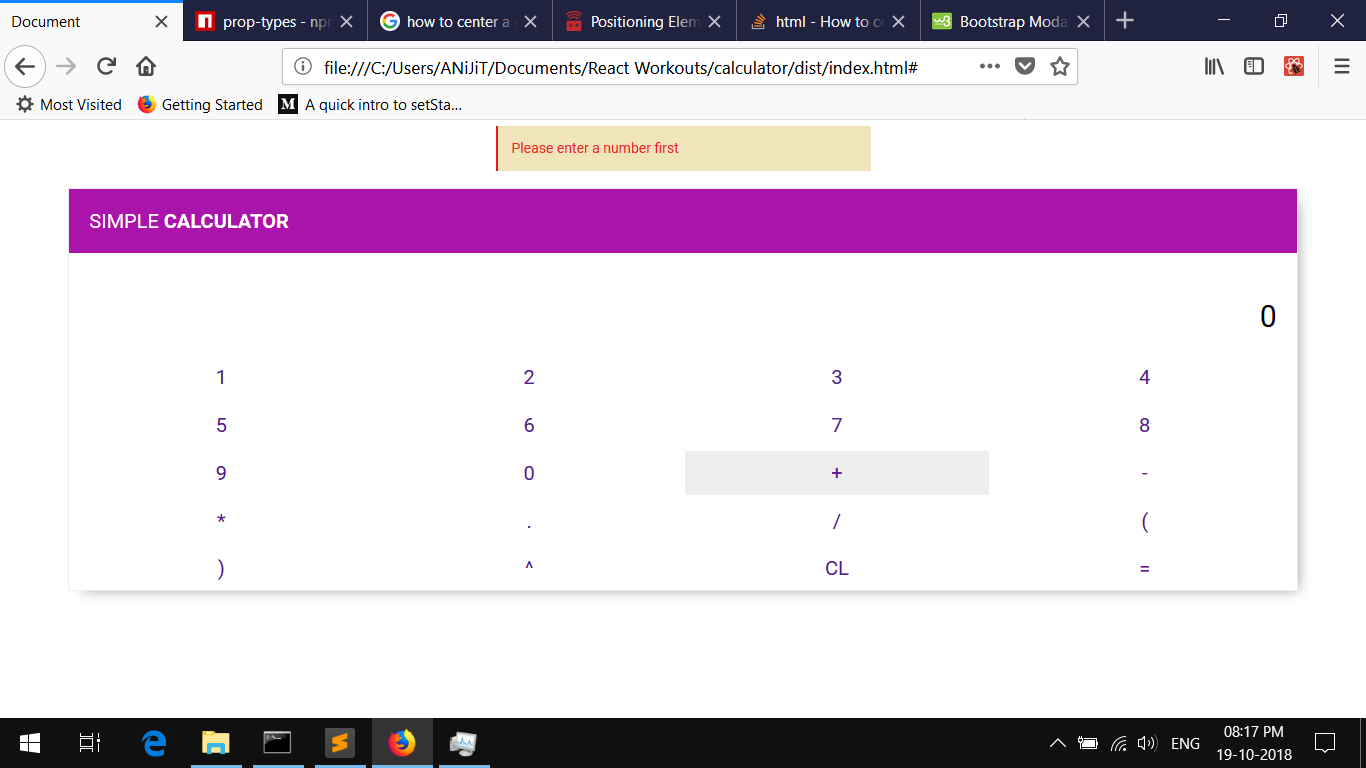 Document
prop-types - npr
how to center a p
Positioning Elem
html - How to ce
Bootstrap Moda
file:///C:/Users/ANiJiT/Documents/React Workouts/calculator/dist/index.html#
Most Visited
Getting Started
M
A quick intro to setSta...
Please enter a number first
SIMPLE CALCULATOR
0
1 2 3 4
5 6 7 8
9 0 + -
* . / (
) ^ CL =
ENG
08:17 PM
19-10-2018